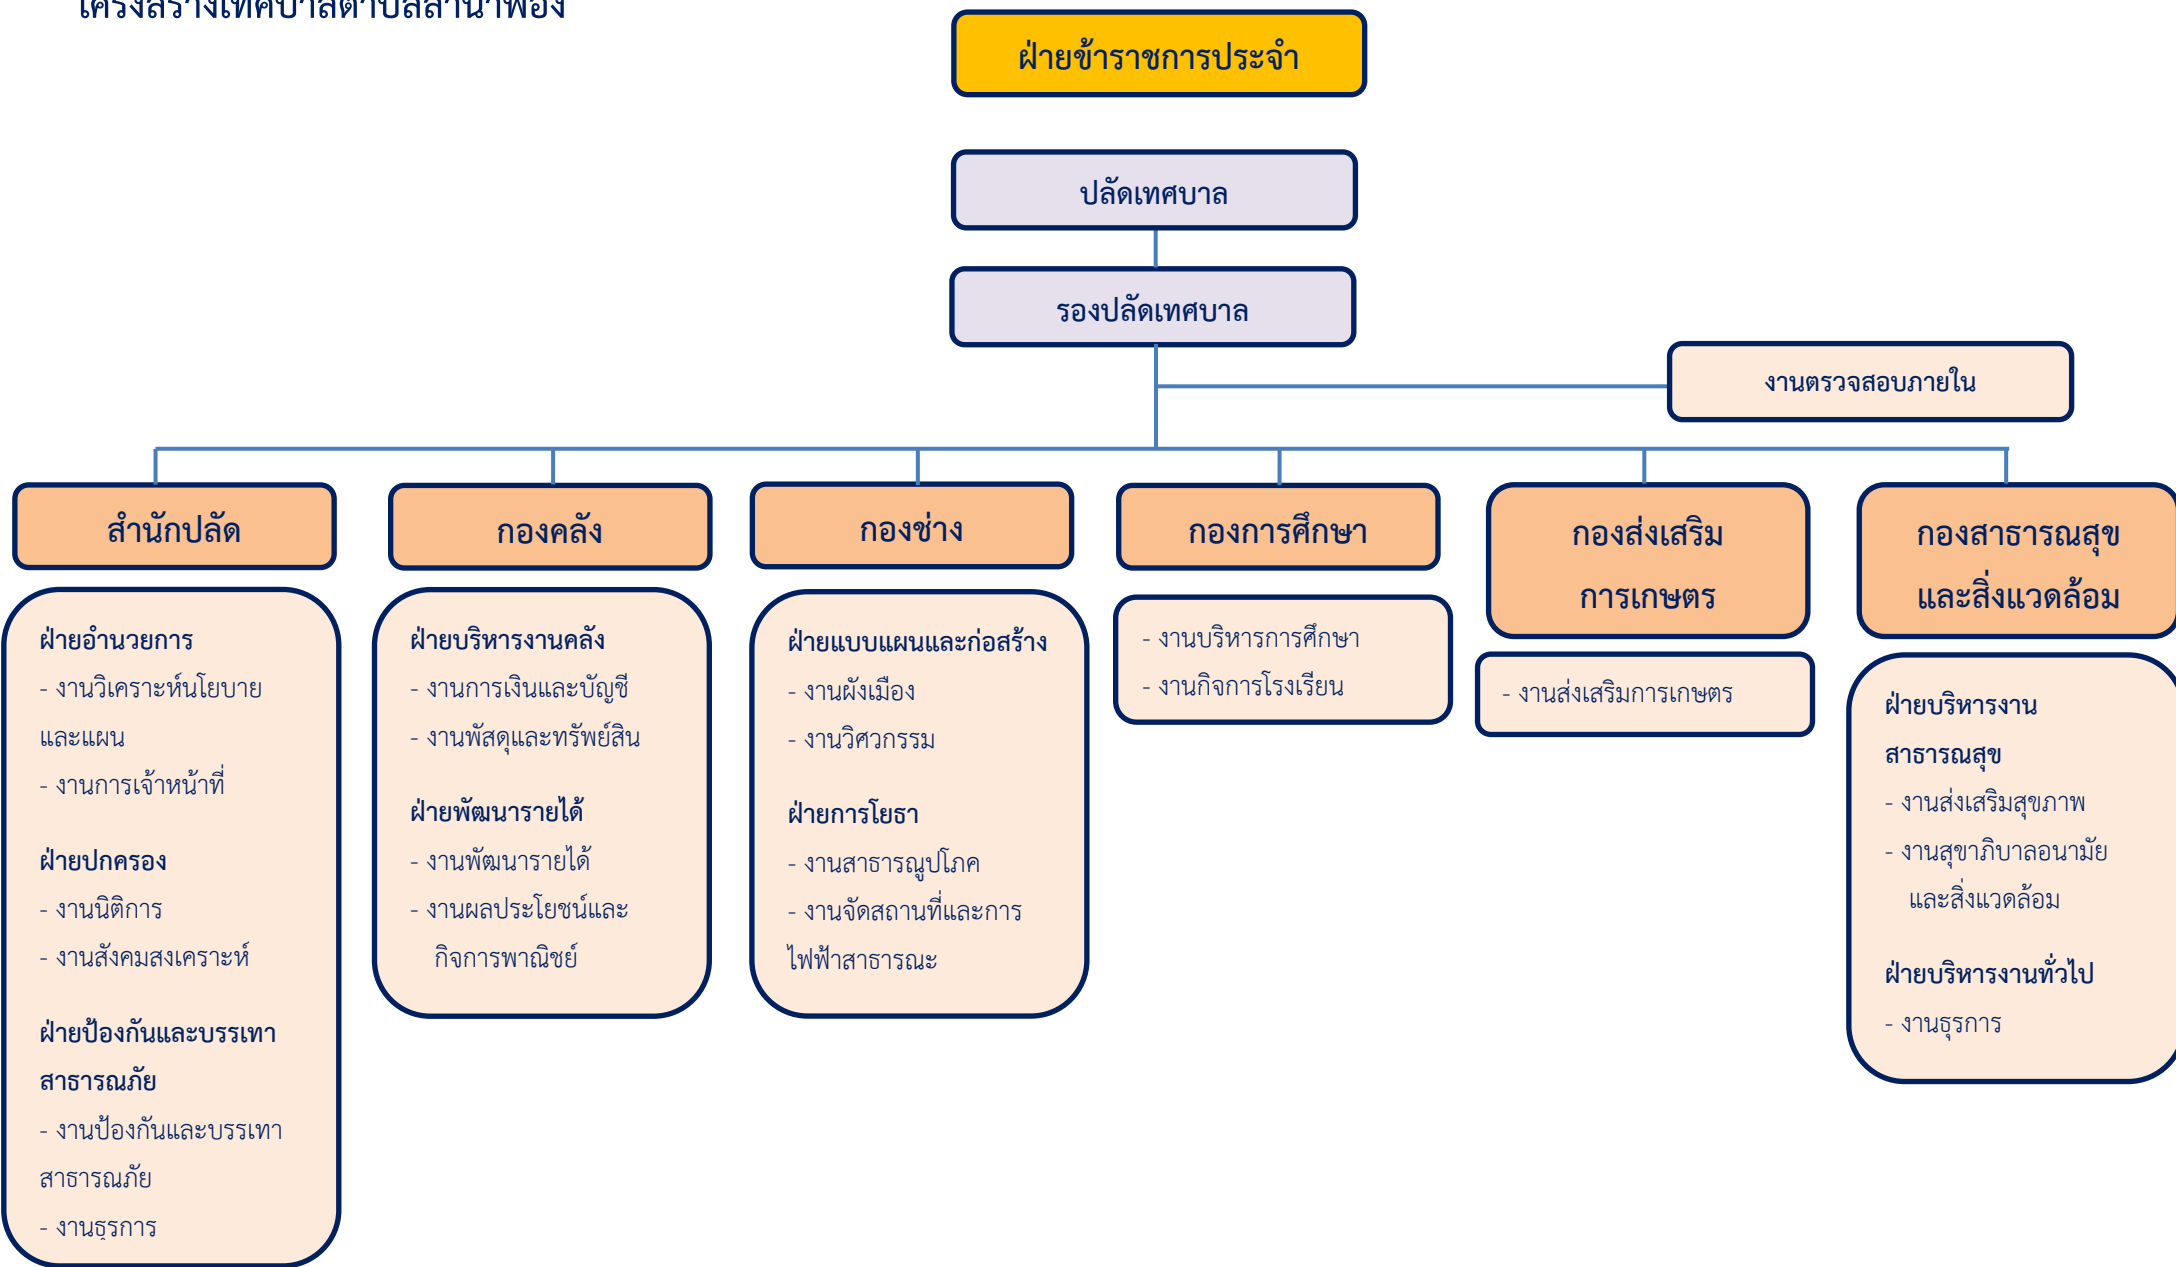 โครงสร้างเทศบาลตำบลลำน้ำพอง
ฝ่ายข้าราชการประจำ
ปลัดเทศบาล
รองปลัดเทศบาล
งานตรวจสอบภายใน
สำนักปลัด
ฝ่ายอำนวยการ
- งานวิเคราะห์นโยบาย
และแผน
- งานการเจ้าหน้าที่
ฝ่ายปกครอง
- งานนิติการ
- งานสังคมสงเคราะห์
ฝ่ายป้องกันและบรรเทา
สาธารณภัย
- งานป้องกันและบรรเทา
สาธารณภัย
- งานธุรการ
กองคลัง
ฝ่ายบริหารงานคลัง
- งานการเงินและบัญชี
- งานพัสดุและทรัพย์สิน
ฝ่ายพัฒนารายได้
- งานพัฒนารายได้
- งานผลประโยชน์และ
กิจการพาณิชย์
กองช่าง
ฝ่ายแบบแผนและก่อสร้าง
- งานผังเมือง
- งานวิศวกรรม
ฝ่ายการโยธา
- งานสาธารณูปโภค
- งานจัดสถานที่และการ
ไฟฟ้าสาธารณะ
กองการศึกษา
- งานบริหารการศึกษา
- งานกิจการโรงเรียน
กองส่งเสริม
การเกษตร
- งานส่งเสริมการเกษตร
กองสาธารณสุข
และสิ่งแวดล้อม
ฝ่ายบริหารงาน
สาธารณสุข
- งานส่งเสริมสุขภาพ
- งานสุขาภิบาลอนามัย
และสิ่งแวดล้อม
ฝ่ายบริหารงานทั่วไป
- งานธุรการ